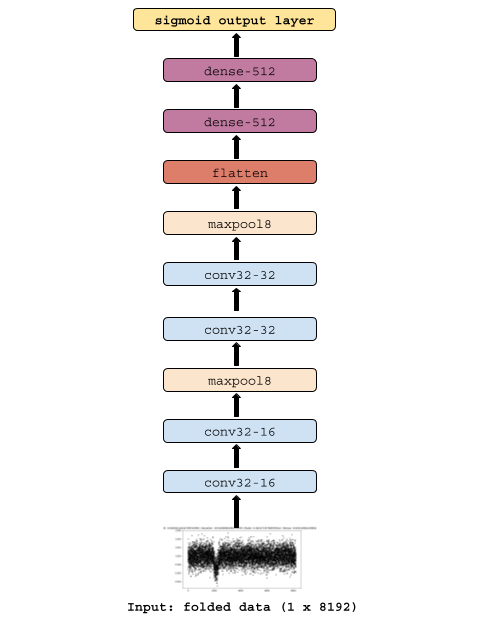 sigmoid output layer
dense-512
dense-512
flatten
maxpool8
conv32-32
conv32-32
maxpool8
conv32-16
conv32-16
Input: folded data (1 x 8192)